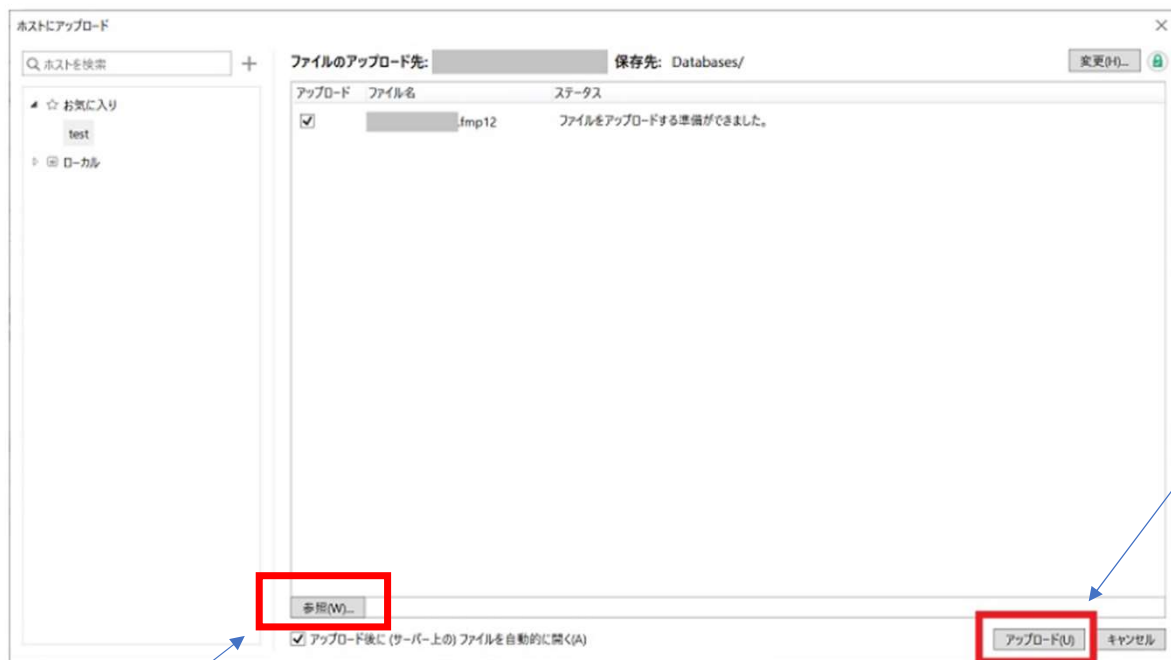 ホストにアップロード
ホストを検索
ファイルのアップロード先: 保存先: Databases/ 変更(H)...
お気に入り
test
ローカル
アップロード ファイル名 ステータス
.fmp12 ファイルをアップロードする準備ができました。
参照(W)...
アップロード後に (サーバー上の) ファイルを自動的に開く(A)
アップロード(U) キャンセル